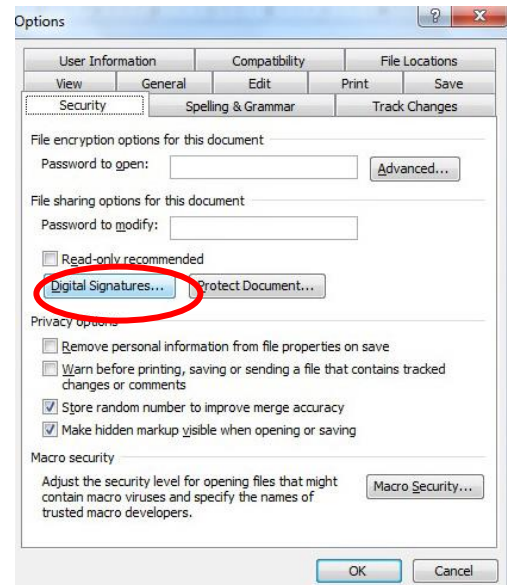 Options
User Information Compatibility File Locations
View General Edit Print Save
Security Spelling & Grammar Track Changes
File encryption options for this document
Password to open: Advanced...
File sharing options for this document
Password to modify:
Read-only recommended
Digital Signatures... Protect Document...
Privacy options
Remove personal information from file properties on save
Warn before printing, saving or sending a file that contains tracked
changes or comments
Store random number to improve merge accuracy
Make hidden markup visible when opening or saving
Macro security
Adjust the security level for opening files that might
contain macro viruses and specify the names of
trusted macro developers.
Macro Security...
OK Cancel